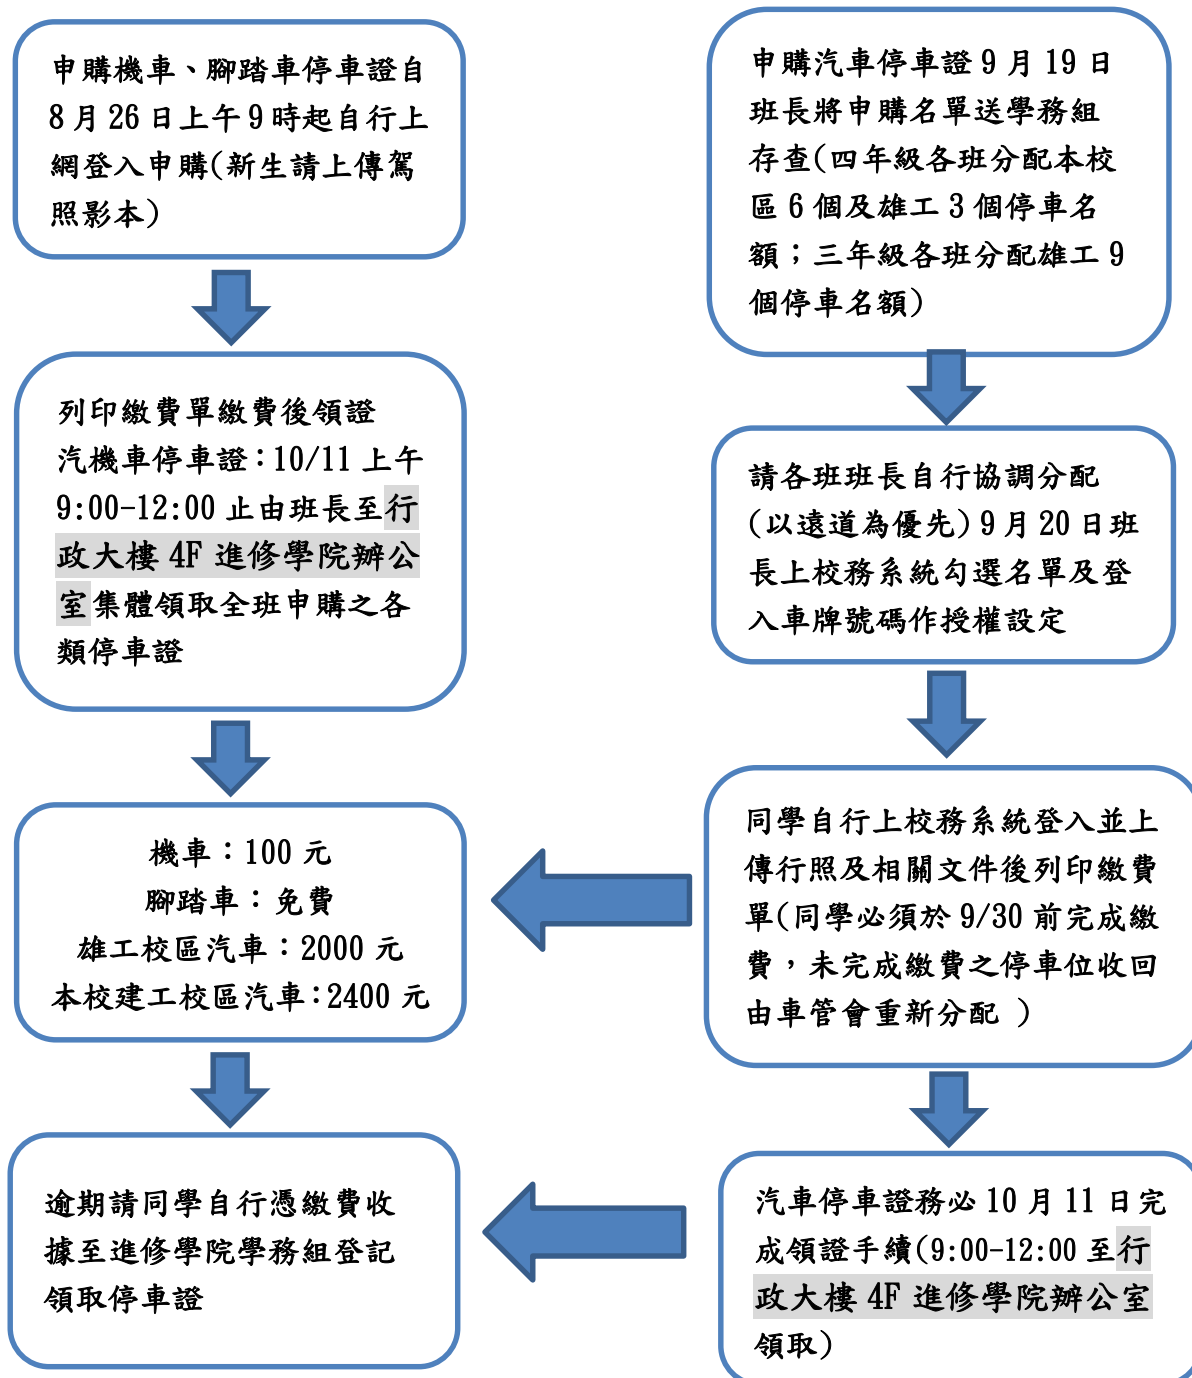 申購機車、腳踏車停車證自
8月26日上午9時起自行上
網登入申購(新生請上傳駕
照影本)
列印繳費單繳費後領證
汽機車停車證：10/11上午
9:00-12:00止由班長至行
政大樓4F進修學院辦公
室集體領取全班申購之各
類停車證
機車：100元
腳踏車：免費
雄工校區汽車：2000元
本校建工校區汽車：2400元
逾期請同學自行憑繳費收
據至進修學院學務組登記
領取停車證
申購汽車停車證9月19日
班長將申購名單送學務組
存查(四年級各班分配本校
區6個及雄工3個停車名
額；三年級各班分配雄工9
個停車名額)
請各班班長自行協調分配
(以遠道為優先)9月20日班
長上校務系統勾選名單及登
入車牌號碼作授權設定
同學自行上校務系統登入並上
傳行照及相關文件後列印繳費
單(同學必須於9/30前完成繳
費，未完成繳費之停車位收回
由車管會重新分配 )
汽車停車證務必10月11日完
成領證手續(9:00-12:00至行
政大樓4F進修學院辦公室
領取)